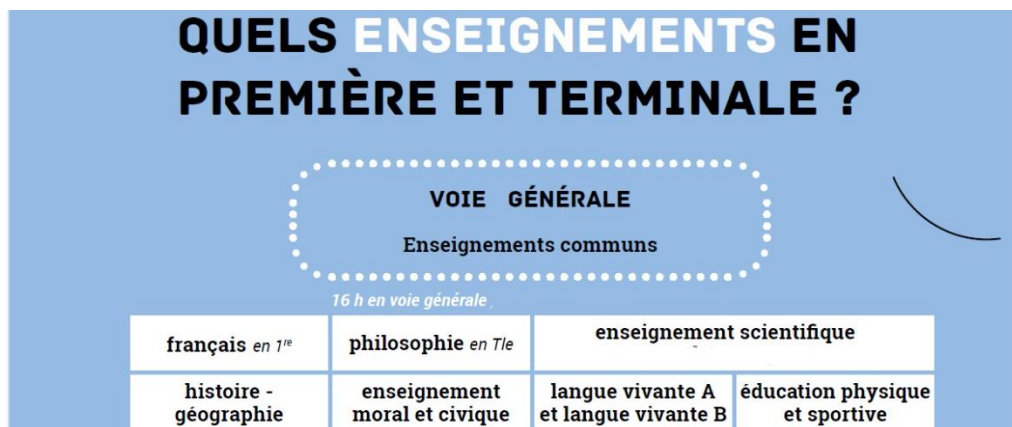 QUELS ENSEIGNEMENTS EN
PREMIÈRE ET TERMINALE ?
VOIE GÉNÉRALE
Enseignements communs
16 h en voie générale
français en 1re
philosophie en Tle
enseignement scientifique
histoire -
géographie
enseignement
moral et civique
langue vivante A
et langue vivante B
éducation physique
et sportive